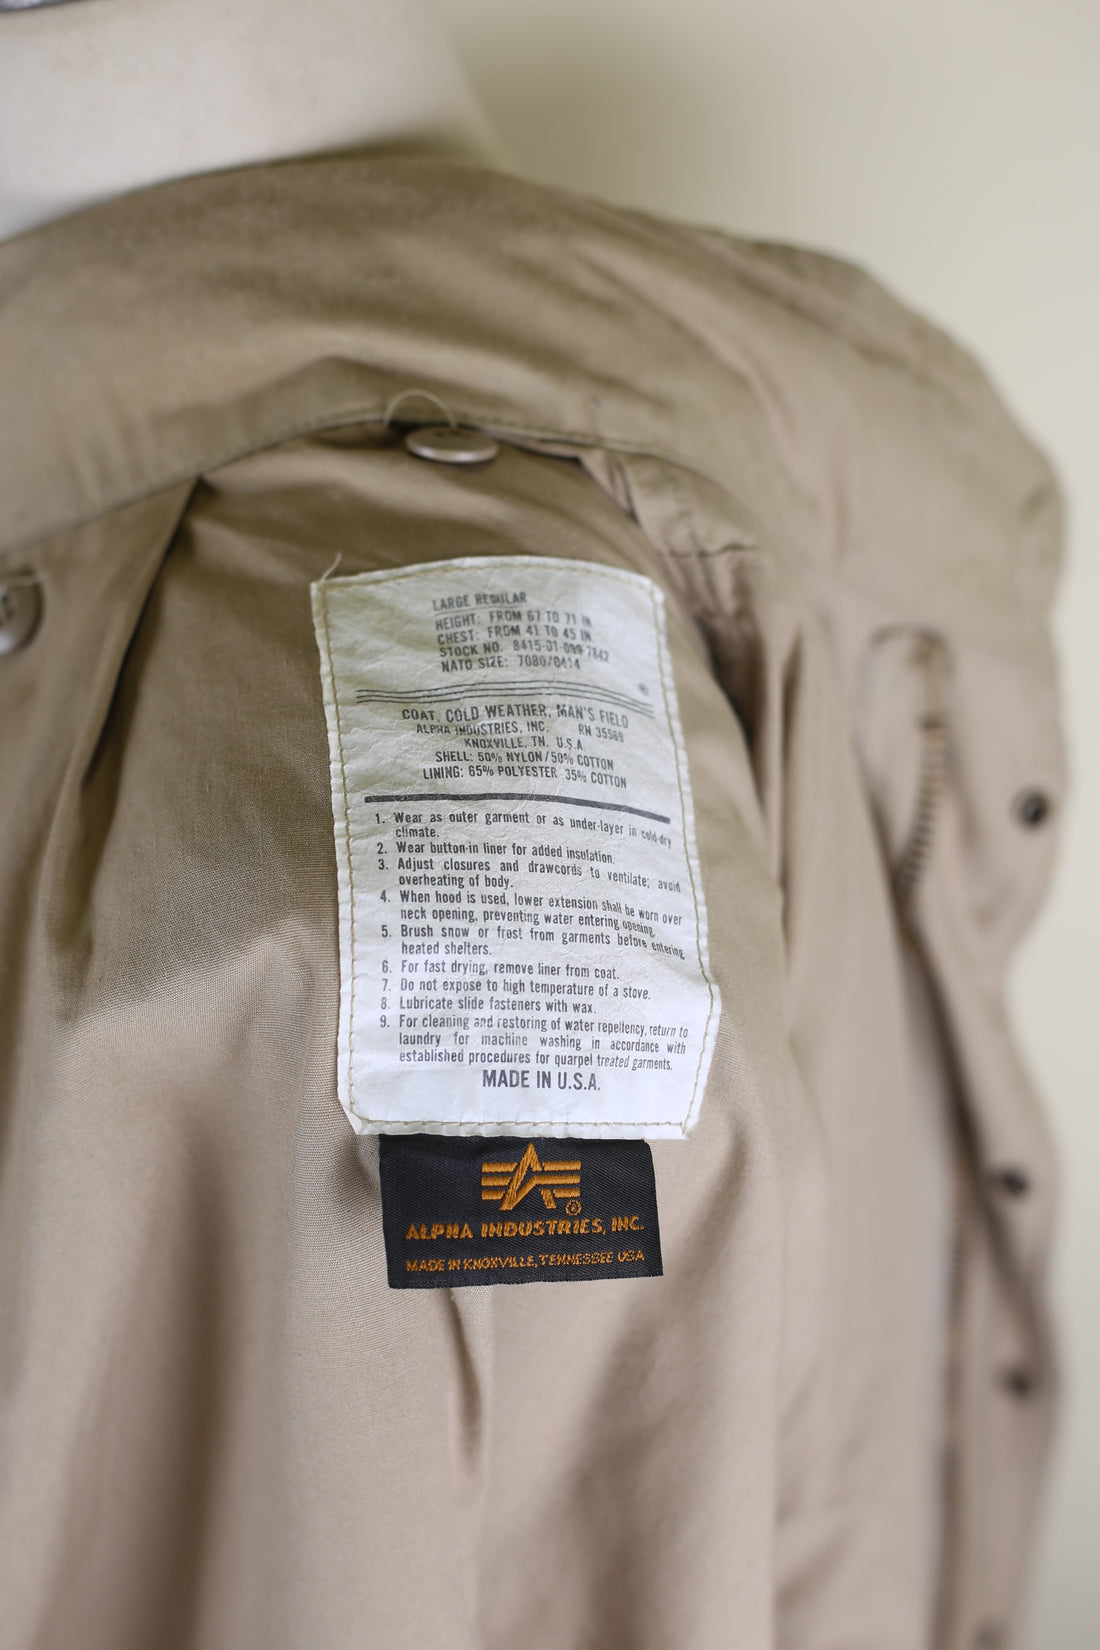 LARGE REGULAR
HEIGHT: FROM 67 TO 71 IN.
CHEST: FROM 41 TO 45 IN.
STOCK NO. 8415-01-099-7842
NATO SIZE: 7080/0414
®
COAT, COLD WEATHER, MAN'S FIELD
ALPHA INDUSTRIES, INC. RN 35569
KNOXVILLE, TN. U.S.A.
SHELL: 50% NYLON/50% COTTON
LINING: 65% POLYESTER 35% COTTON
1. Wear as outer garment or as under-layer in cold-dry
climate.
2. Wear button-in liner for added insulation.
3. Adjust closures and drawcords to ventilate; avoid
overheating of body.
4. When hood is used, lower extension shall be worn over
neck opening, preventing water entering opening.
5. Brush snow or frost from garments before entering
heated shelters.
6. For fast drying, remove liner from coat.
7. Do not expose to high temperature of a stove.
8. Lubricate slide fasteners with wax.
9. For cleaning and restoring of water repellency, return to
laundry for machine washing in accordance with
established procedures for quarpel treated garments.
MADE IN U.S.A.
®
ALPHA INDUSTRIES, INC.
MADE IN KNOXVILLE, TENNESSEE USA